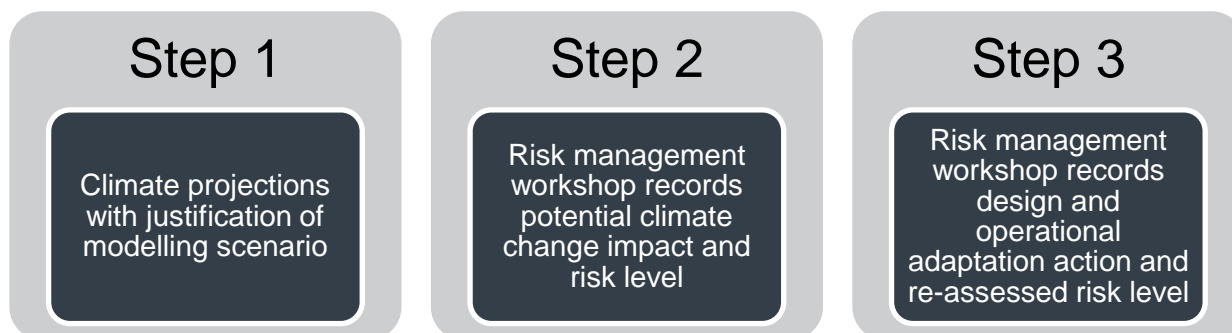 Step 1
Climate projections
with justification of
modelling scenario
Step 2
Risk management
workshop records
potential climate
change impact and
risk level
Step 3
Risk management
workshop records
design and
operational
adaptation action and
re-assessed risk level